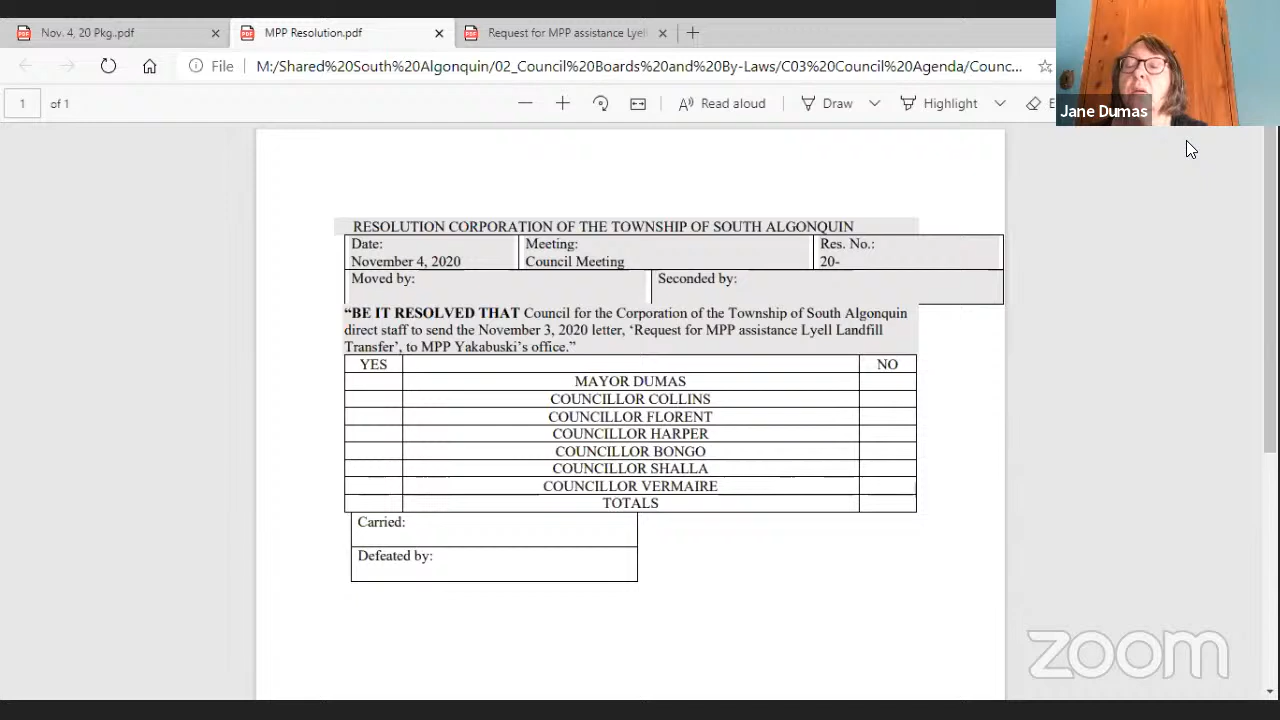 Nov. 4, 20 Pkg..pdf
MPP Resolution.pdf
Request for MPP assistance Lyell
File
M:/Shared%20South%20Algonquin/02_Council%20Boards%20and%20By-Laws/C03%20Council%20Agenda/Counc...
1 of 1
Read aloud
Draw
Highlight
Jane Dumas
RESOLUTION CORPORATION OF THE TOWNSHIP OF SOUTH ALGONQUIN
Date: Meeting: Res. No.:
November 4, 2020 Council Meeting 20-
Moved by: Seconded by:
“BE IT RESOLVED THAT Council for the Corporation of the Township of South Algonquin
direct staff to send the November 3, 2020 letter, ‘Request for MPP assistance Lyell Landfill
Transfer’, to MPP Yakabuski’s office.”
YES NO
MAYOR DUMAS
COUNCILLOR COLLINS
COUNCILLOR FLORENT
COUNCILLOR HARPER
COUNCILLOR BONGO
COUNCILLOR SHALLA
COUNCILLOR VERMAIRE
TOTALS
Carried:
Defeated by:
zoom